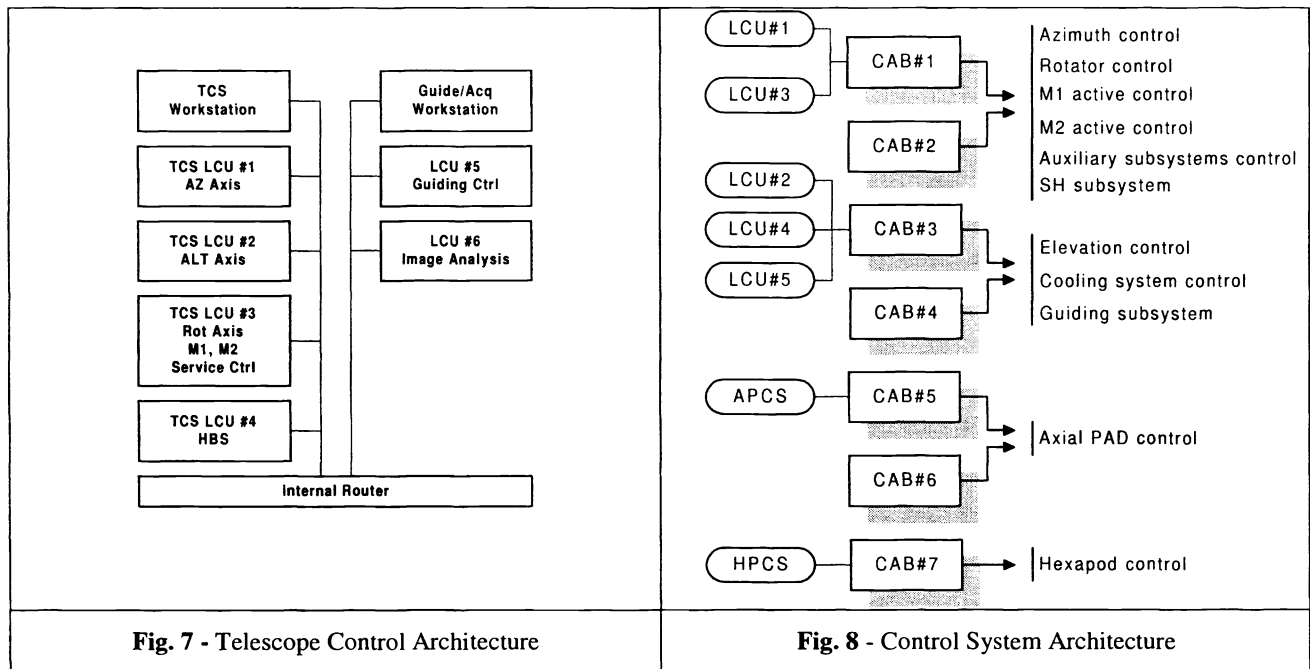 TCS
Workstation
TCS LCU #1
AZ Axis
TCS LCU #2
ALT Axis
TCS LCU #3
Rot Axis
M1, M2
Service Ctrl
TCS LCU #4
HBS
Guide/Acq
Workstation
LCU #5
Guiding Ctrl
LCU #6
Image Analysis
Internal Router
Fig. 7 - Telescope Control Architecture
LCU#1
LCU#3
CAB#1
CAB#2
Azimuth control
Rotator control
M1 active control
M2 active control
Auxiliary subsystems control
SH subsystem
LCU#2
LCU#4
LCU#5
CAB#3
CAB#4
Elevation control
Cooling system control
Guiding subsystem
APCS
CAB#5
CAB#6
Axial PAD control
HPCS
CAB#7
Hexapod control
Fig. 8 - Control System Architecture